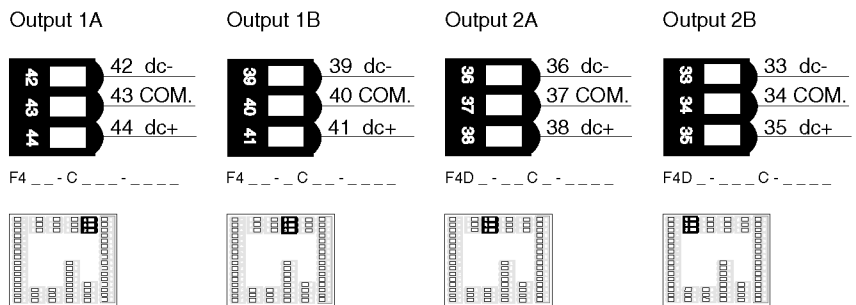 Output 1A
42 42 dc-
43 43 COM.
44 44 dc+
F4 _ _ - C _ _ _ - _ _ _ _
Output 1B
39 39 dc-
40 40 COM.
41 41 dc+
F4 _ _ - _ C _ _ - _ _ _ _
Output 2A
36 36 dc-
37 37 COM.
38 38 dc+
F4D _ - _ _ C _ - _ _ _ _
Output 2B
33 33 dc-
34 34 COM.
35 35 dc+
F4D _ - _ _ _ C - _ _ _ _